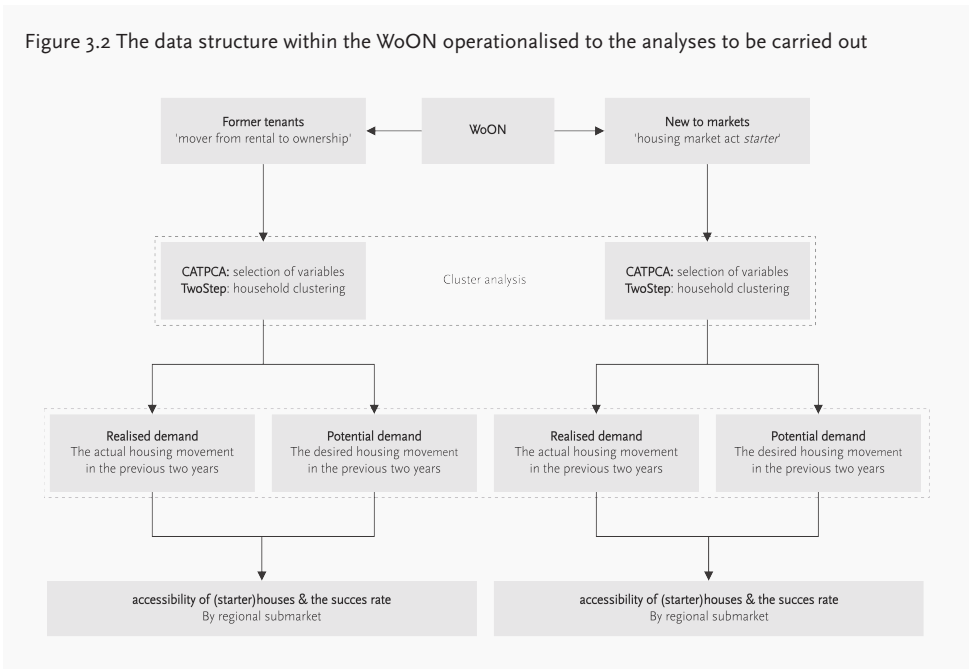 Figure 3.2 The data structure within the WoON operationalised to the analyses to be carried out
Former tenants
'mover from rental to ownership'
WoON
New to markets
'housing market act starter'
CATPCA: selection of variables
TwoStep: household clustering
Cluster analysis
CATPCA: selection of variables
TwoStep: household clustering
Realised demand
The actual housing movement
in the previous two years
Potential demand
The desired housing movement
in the previous two years
Realised demand
The actual housing movement
in the previous two years
Potential demand
The desired housing movement
in the previous two years
accessibility of (starter)houses & the succes rate
By regional submarket
accessibility of (starter)houses & the succes rate
By regional submarket